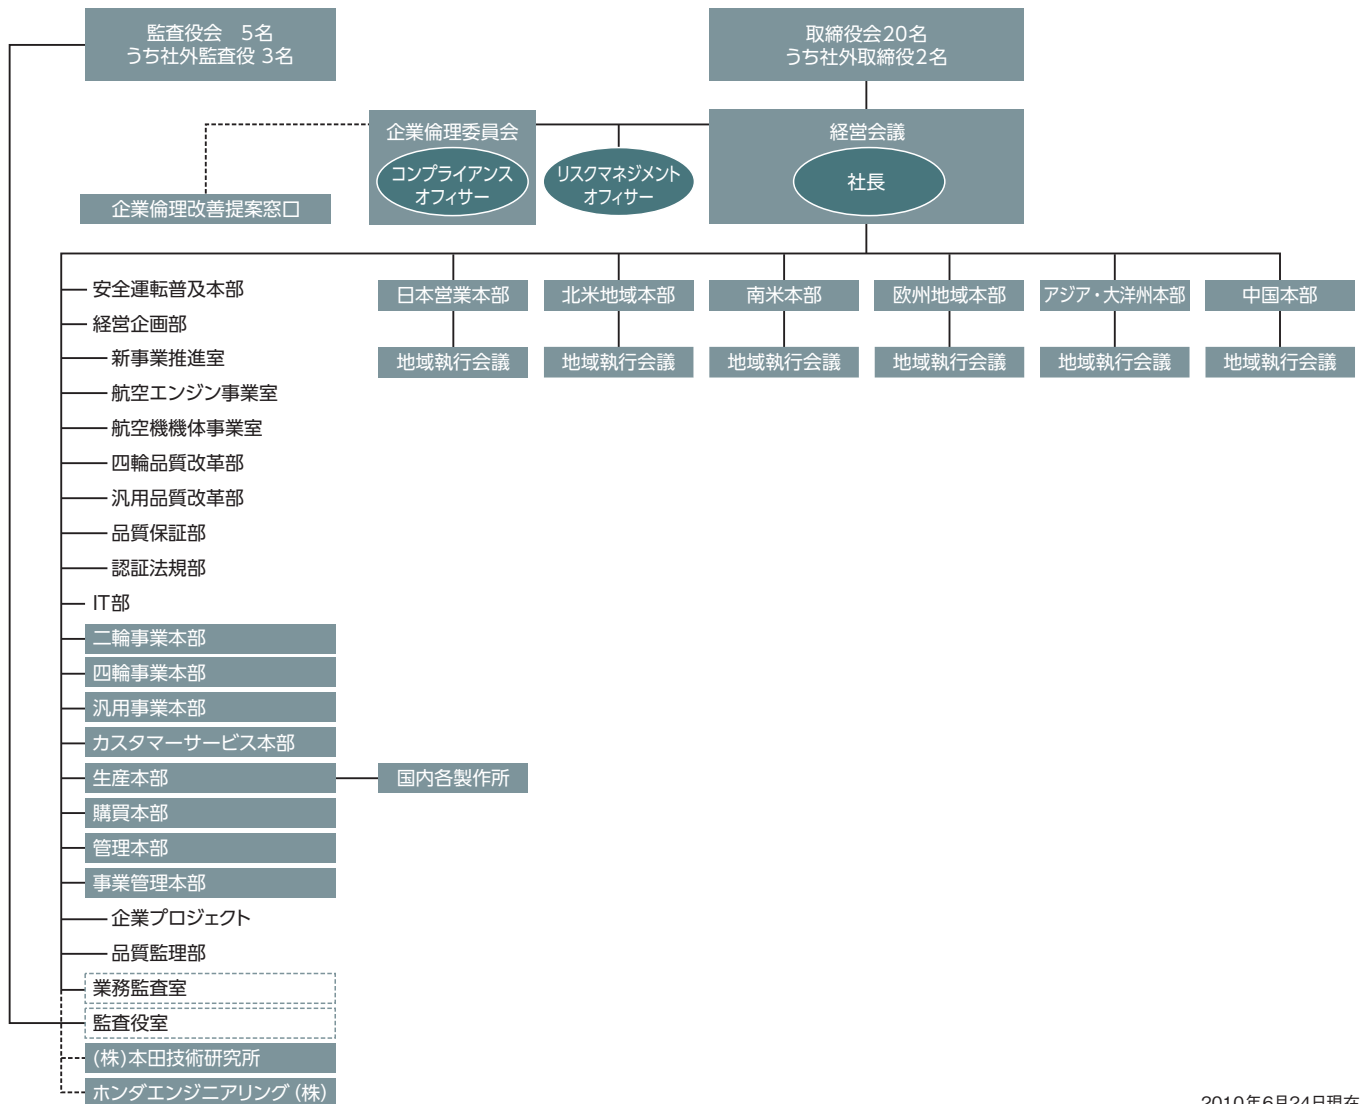 監査役会　5名
うち社外監査役 3名
取締役会20名
うち社外取締役2名
企業倫理委員会
コンプライアンス
オフィサー
リスクマネジメント
オフィサー
経営会議
社長
企業倫理改善提案窓口
日本営業本部
北米地域本部
南米本部
欧州地域本部
アジア・大洋州本部
中国本部
地域執行会議
地域執行会議
地域執行会議
地域執行会議
地域執行会議
地域執行会議
安全運転普及本部
経営企画部
新事業推進室
航空エンジン事業室
航空機機体事業室
四輪品質改革部
汎用品質改革部
品質保証部
認証法規部
IT部
二輪事業本部
四輪事業本部
汎用事業本部
カスタマーサービス本部
生産本部
国内各製作所
購買本部
管理本部
事業管理本部
企業プロジェクト
品質監理部
業務監査室
監査役室
(株)本田技術研究所
ホンダエンジニアリング(株)
2010年6月24日現在